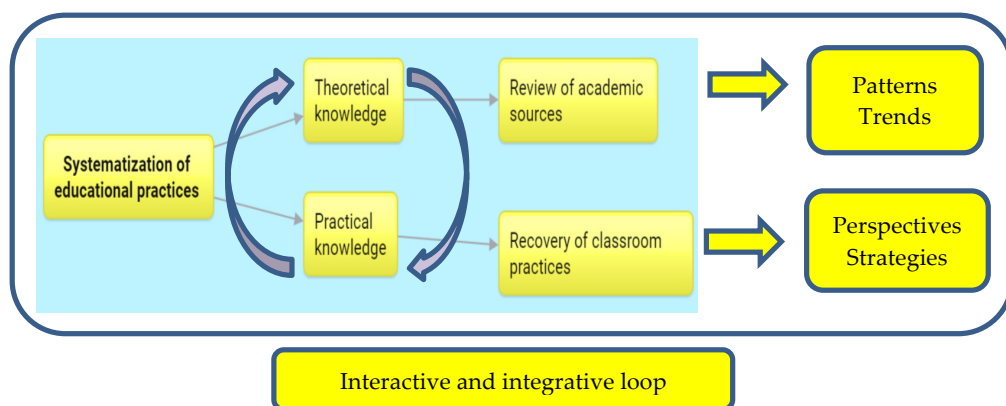 Systematization of
educational practices
Theoretical
knowledge
Review of academic
sources
Patterns
Trends
Practical
knowledge
Recovery of classroom
practices
Perspectives
Strategies
Interactive and integrative loop